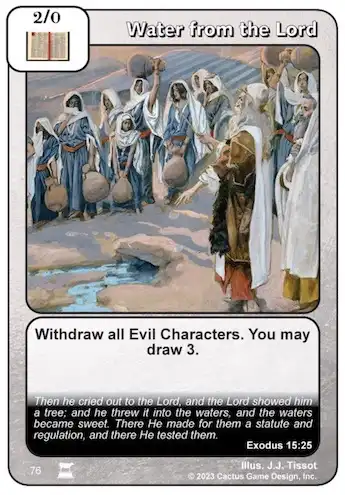 2/0
Water from the Lord
Withdraw all Evil Characters. You may
draw 3.
Then he cried out to the Lord, and the Lord showed him
a tree; and he threw it into the waters, and the waters
became sweet. There He made for them a statute and
regulation, and there He tested them.
Exodus 15:25
Illus. J.J. Tissot
76
© 2023 Cactus Game Design, Inc.